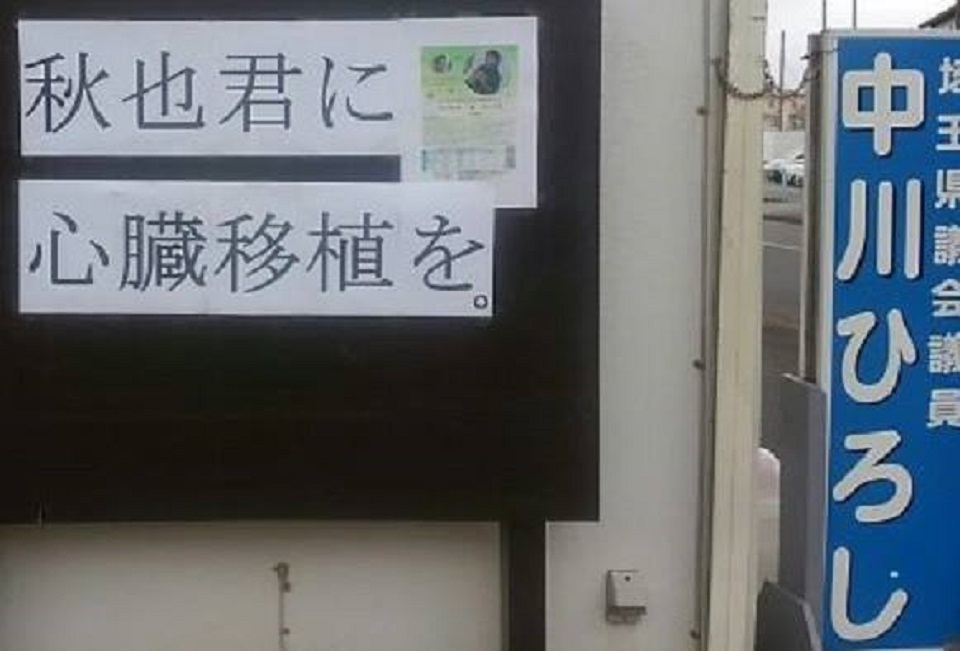 秋也君に
心臓移植を。
埼玉県議会議員
中川ひろし